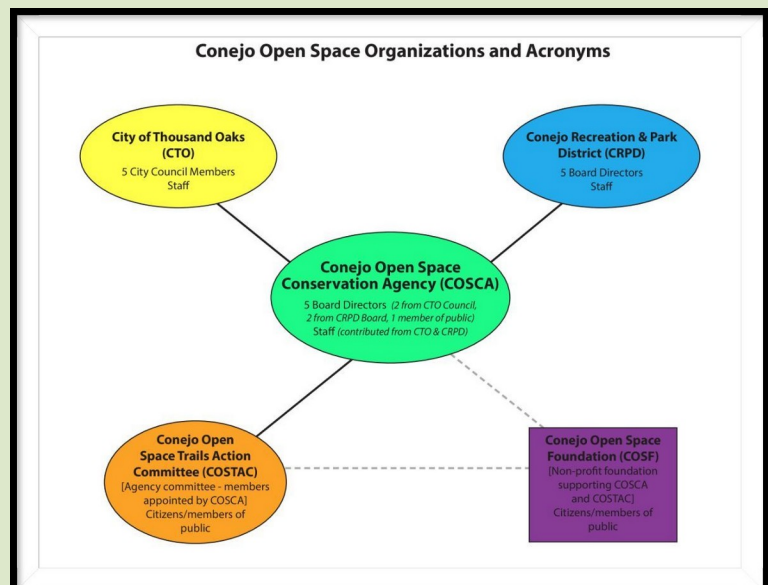 Conejo Open Space Organizations and Acronyms
City of Thousand Oaks
(CTO)
5 City Council Members
Staff
Conejo Recreation & Park
District (CRPD)
5 Board Directors
Staff
Conejo Open Space
Conservation Agency (COSCA)
5 Board Directors (2 from CTO Council,
2 from CRPD Board, 1 member of public)
Staff (contributed from CTO & CRPD)
Conejo Open
Space Trails Action
Committee (COSTAC)
[Agency committee - members
appointed by COSCA]
Citizens/members of
public
Conejo Open Space
Foundation (COSF)
[Non-profit foundation
supporting COSCA
and COSTAC]
Citizens/members of
public